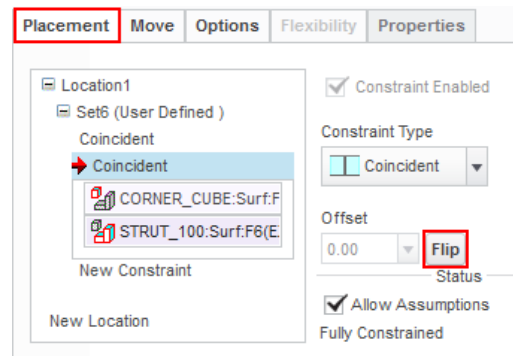 Placement Move Options Flexibility Properties
Location1
Set6 (User Defined )
Coincident
Coincident
CORNER_CUBE:Surf:F
STRUT_100:Surf:F6(E
New Constraint
New Location
Constraint Enabled
Constraint Type
Coincident
Offset
0.00 Flip
Status
Allow Assumptions
Fully Constrained